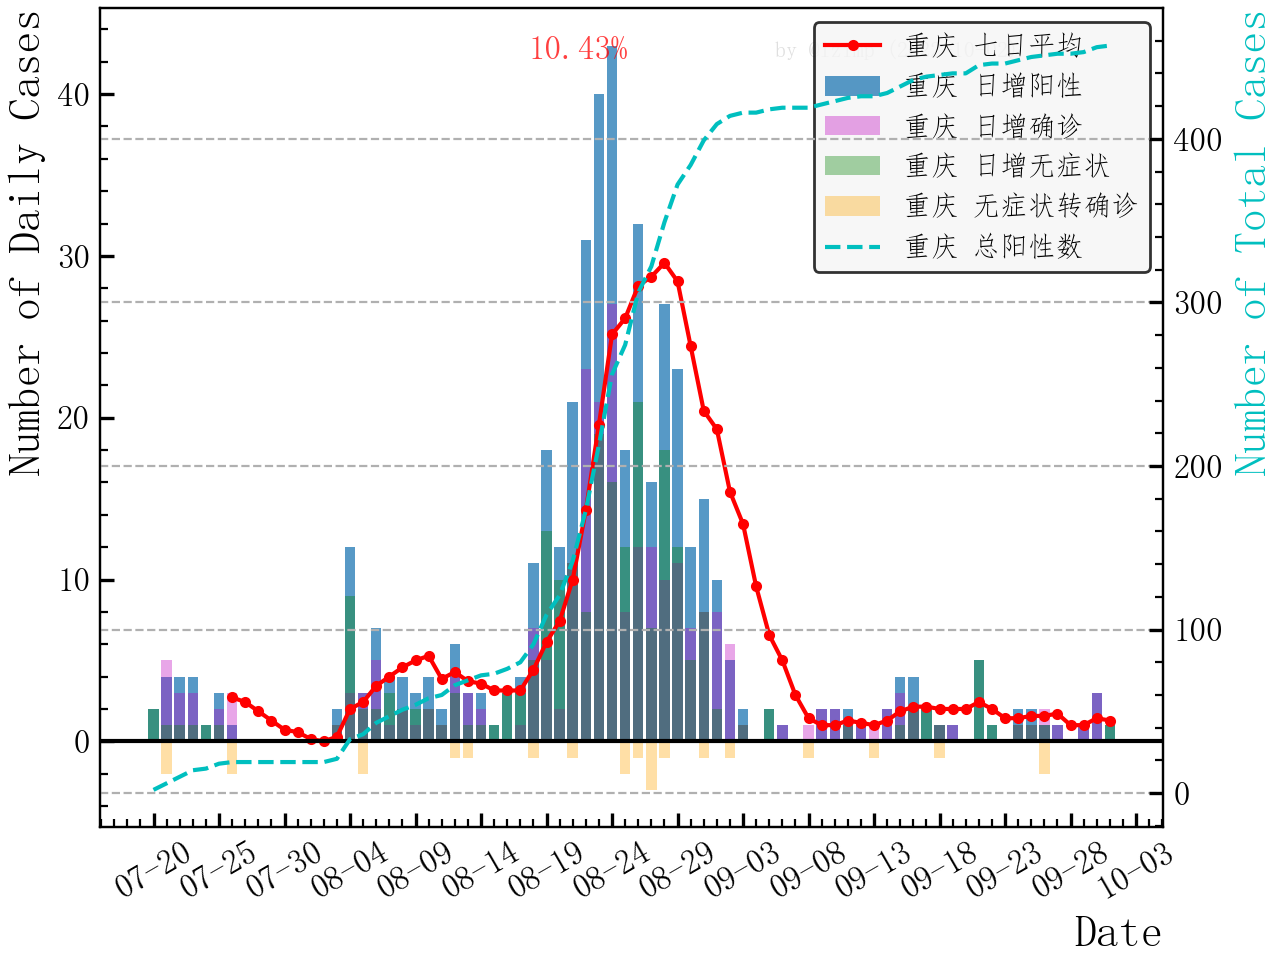 10.43%
重庆 七日平均
重庆 日增阳性
重庆 日增确诊
重庆 日增无症状
重庆 无症状转确诊
重庆 总阳性数
Number of Daily Cases
40
30
20
10
0
Number of Total Cases
400
300
200
100
0
07-20 07-25 07-30 08-04 08-09 08-14 08-19 08-24 08-29 09-03 09-08 09-13 09-18 09-23 09-28 10-03
Date